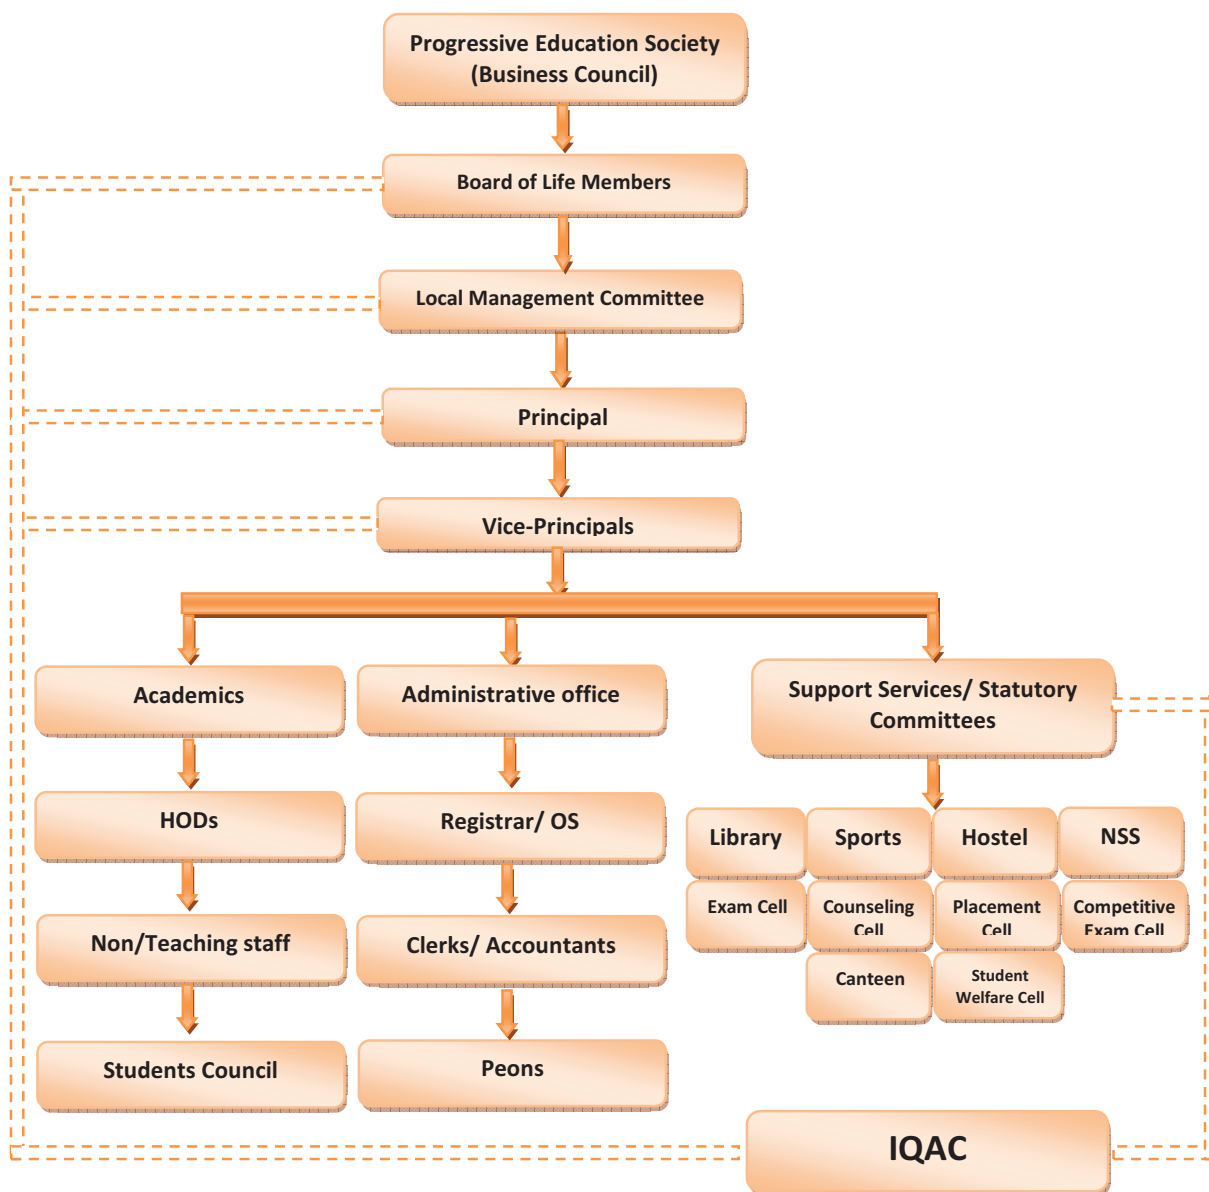 Progressive Education Society
(Business Council)
Board of Life Members
Local Management Committee
Principal
Vice-Principals
Academics
Administrative office
Support Services/ Statutory
Committees
HODs
Registrar/ OS
Library
Sports
Hostel
NSS
Exam Cell
Counseling
Cell
Placement
Cell
Competitive
Exam Cell
Non/Teaching staff
Clerks/ Accountants
Canteen
Student
Welfare Cell
Students Council
Peons
IQAC